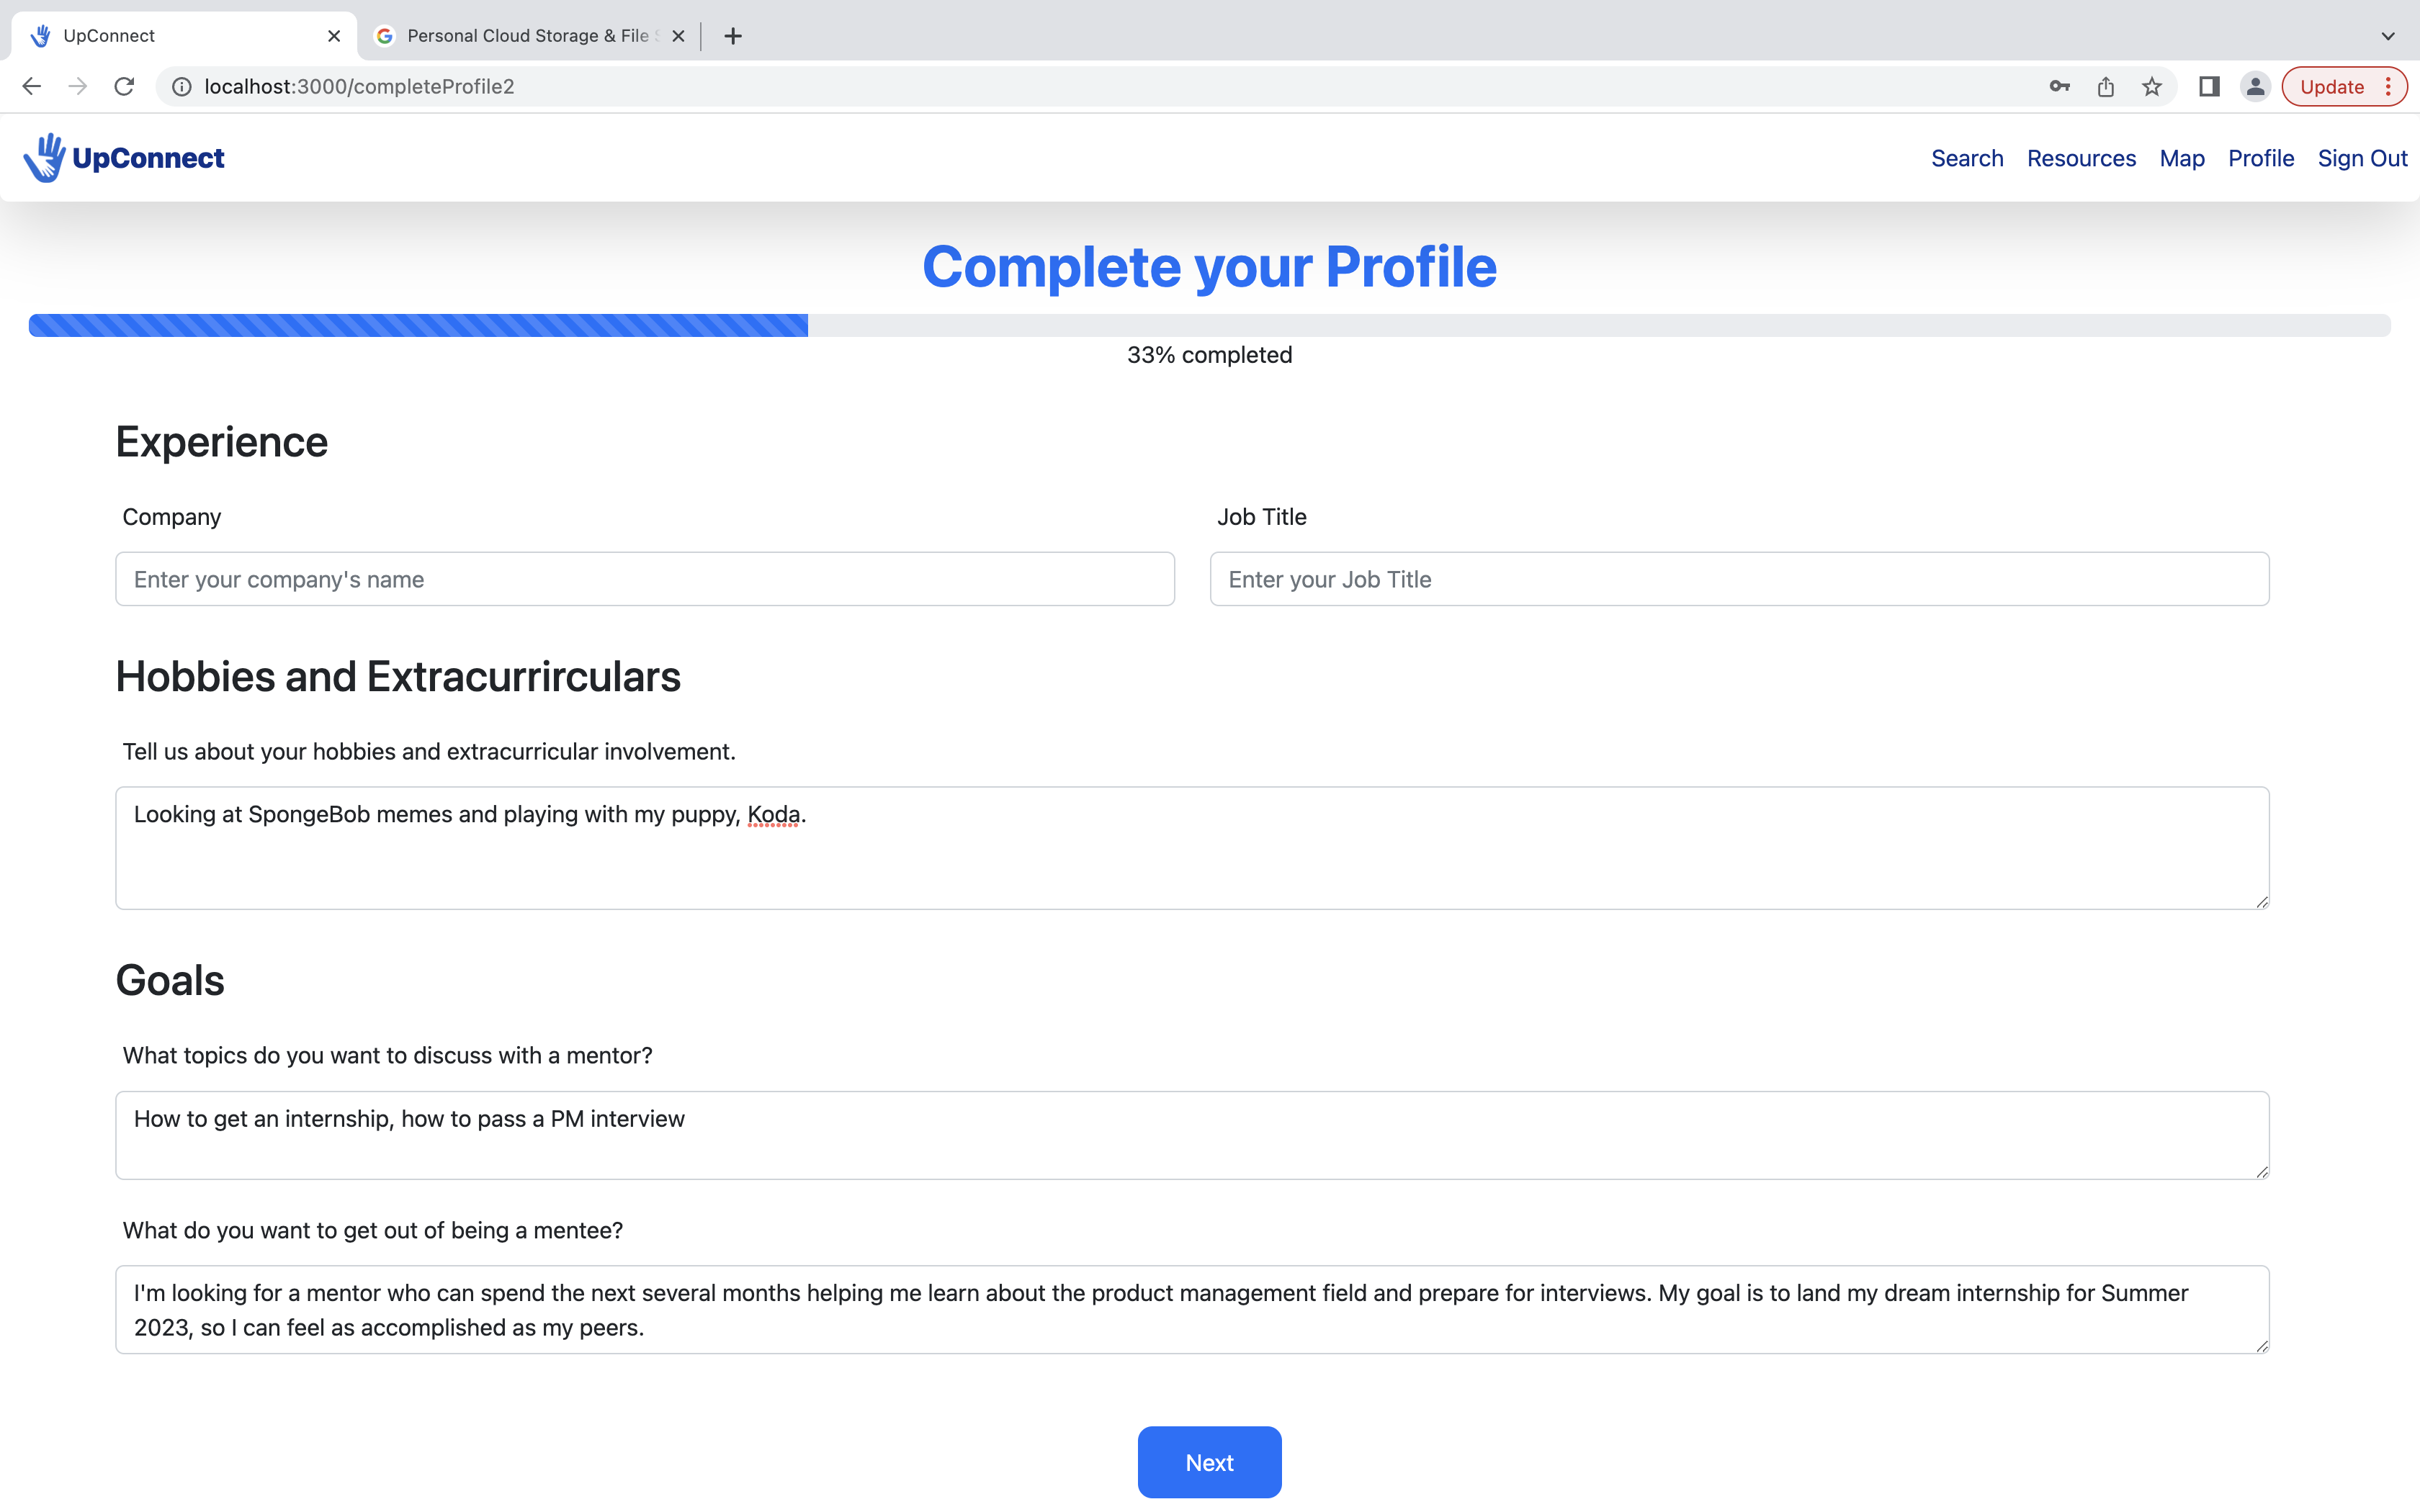 UpConnect
Personal Cloud Storage & File
localhost:3000/completeProfile2
Update
UpConnect
Search Resources Map Profile Sign Out
Complete your Profile
33% completed
Experience
Company Job Title
Enter your company's name Enter your Job Title
Hobbies and Extracurrirculars
Tell us about your hobbies and extracurricular involvement.
Looking at SpongeBob memes and playing with my puppy, Koda.
Goals
What topics do you want to discuss with a mentor?
How to get an internship, how to pass a PM interview
What do you want to get out of being a mentee?
I'm looking for a mentor who can spend the next several months helping me learn about the product management field and prepare for interviews. My goal is to land my dream internship for Summer
2023, so I can feel as accomplished as my peers.
Next